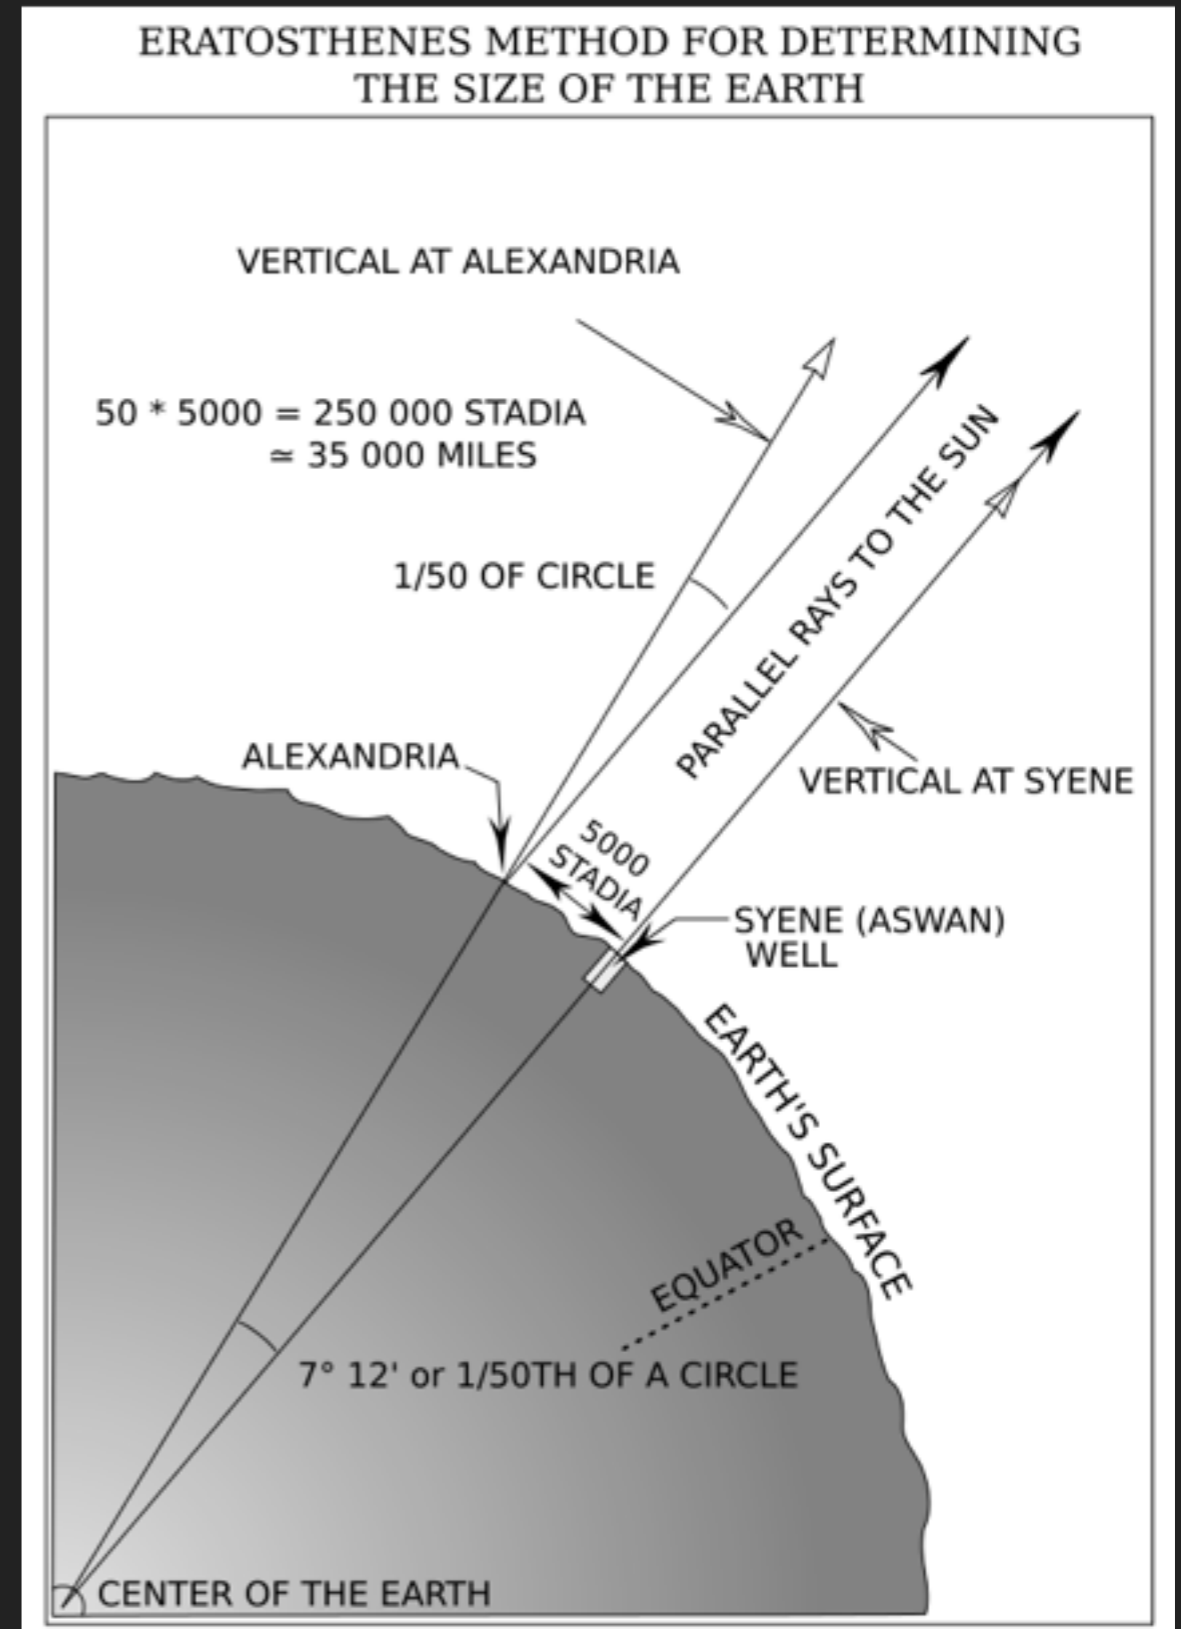 ERATOSTHENES METHOD FOR DETERMINING
THE SIZE OF THE EARTH
VERTICAL AT ALEXANDRIA
50 * 5000 = 250 000 STADIA
≃ 35 000 MILES
1/50 OF CIRCLE
PARALLEL RAYS TO THE SUN
ALEXANDRIA
VERTICAL AT SYENE
5000
STADIA
SYENE (ASWAN)
WELL
EARTH'S SURFACE
EQUATOR
7° 12' or 1/50TH OF A CIRCLE
CENTER OF THE EARTH